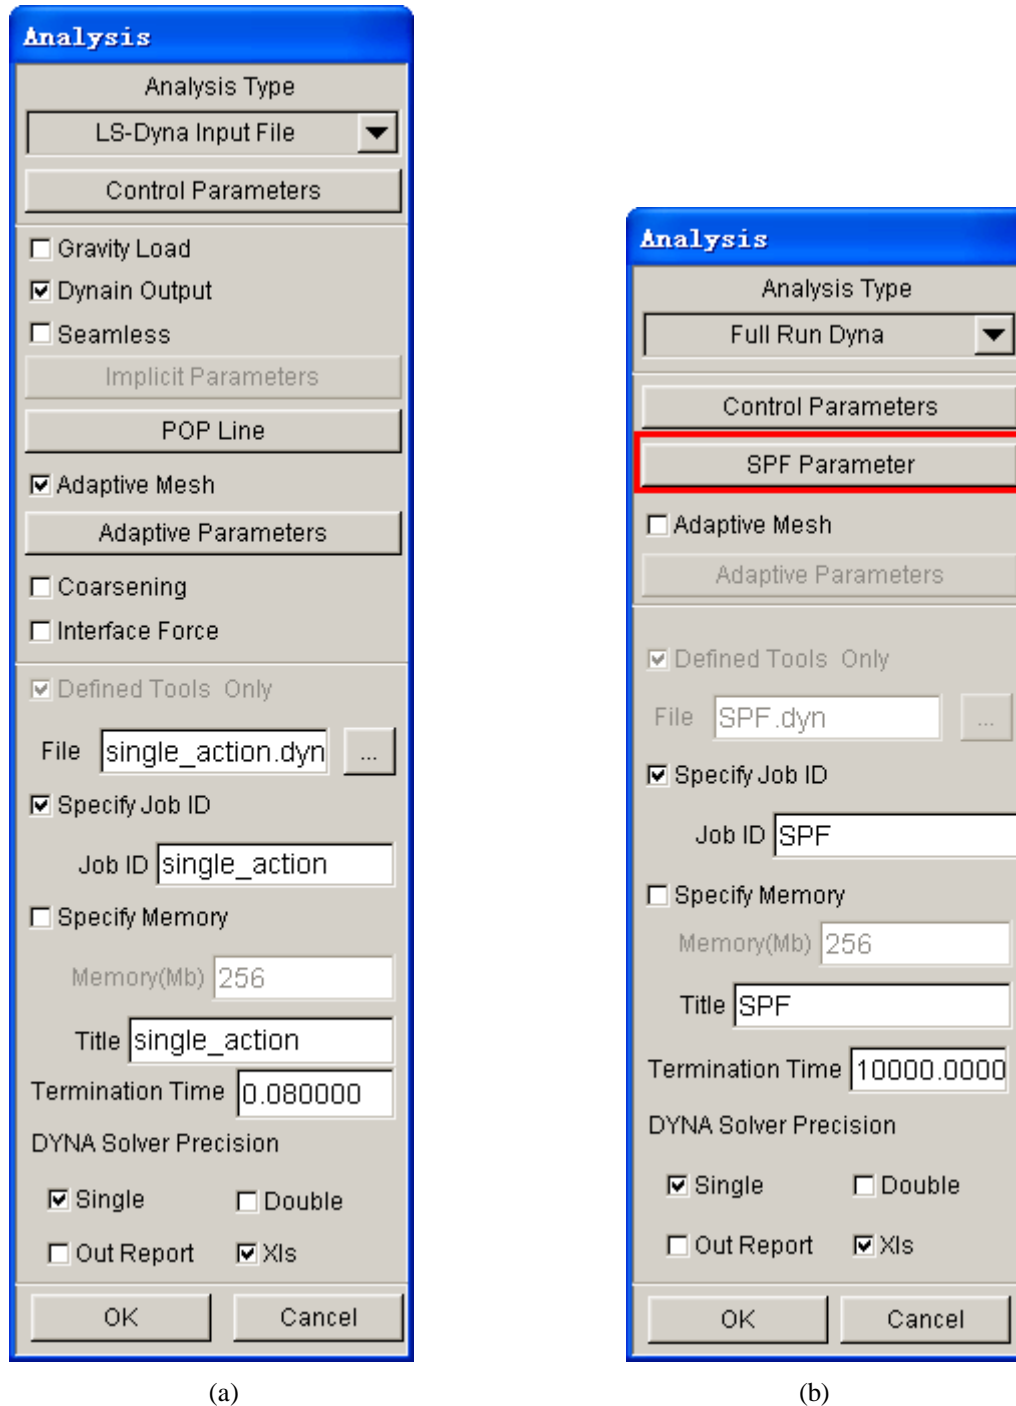 Analysis
Analysis Type
LS-Dyna Input File
Control Parameters
Gravity Load
Dynain Output
Seamless
Implicit Parameters
POP Line
Adaptive Mesh
Adaptive Parameters
Coarsening
Interface Force
Defined Tools Only
File single_action.dyn ...
Specify Job ID
Job ID single_action
Specify Memory
Memory(Mb) 256
Title single_action
Termination Time 0.080000
DYNA Solver Precision
Single Double
Out Report Xls
OK Cancel
(a)
Analysis
Analysis Type
Full Run Dyna
Control Parameters
SPF Parameter
Adaptive Mesh
Adaptive Parameters
Defined Tools Only
File SPF.dyn ...
Specify Job ID
Job ID SPF
Specify Memory
Memory(Mb) 256
Title SPF
Termination Time 10000.0000
DYNA Solver Precision
Single Double
Out Report Xls
OK Cancel
(b)